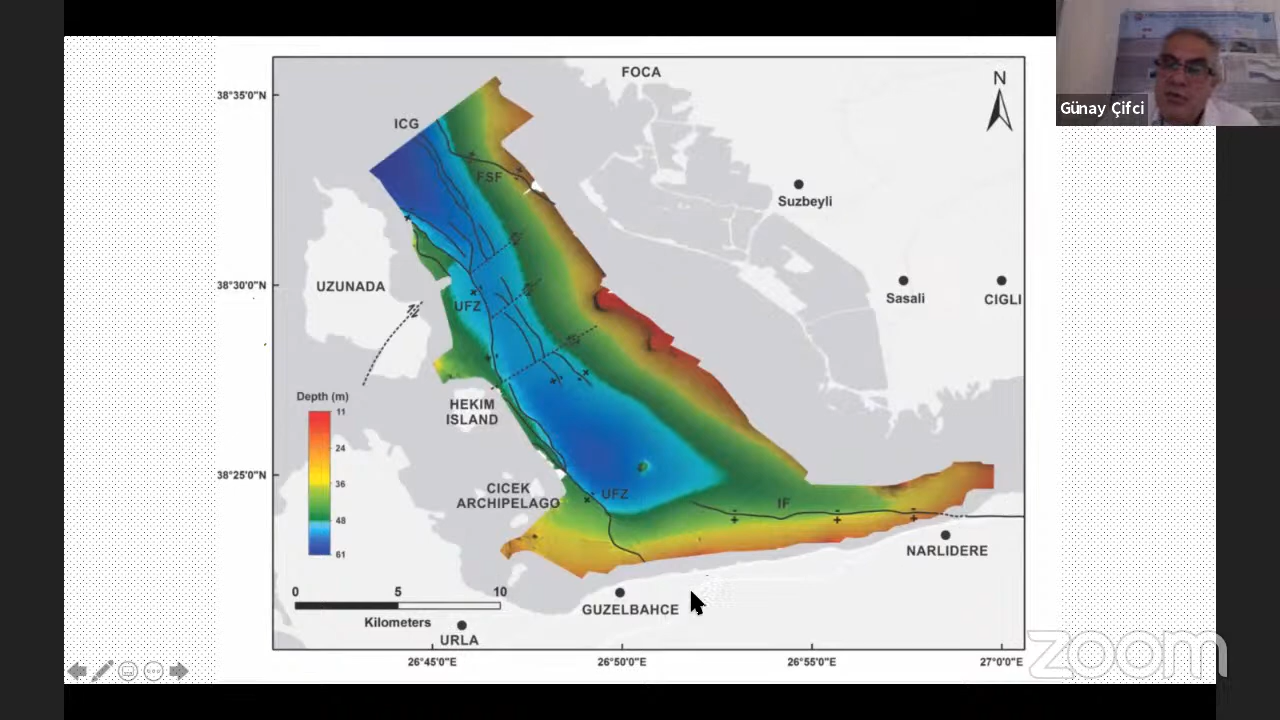 FOCA
N
38°35'0"N
ICG
FSF
Suzbeyli
38°30'0"N
UZUNADA
UFZ
Sasali
CIGLI
Depth (m)
11
24
36
48
61
HEKIM
ISLAND
38°25'0"N
CICEK
ARCHIPELAGO
UFZ
IF
NARLIDERE
0
5
10
Kilometers
GUZELBAHCE
URLA
26°45'0"E
26°50'0"E
26°55'0"E
27°0'0"E
Günay Çifci
zoom